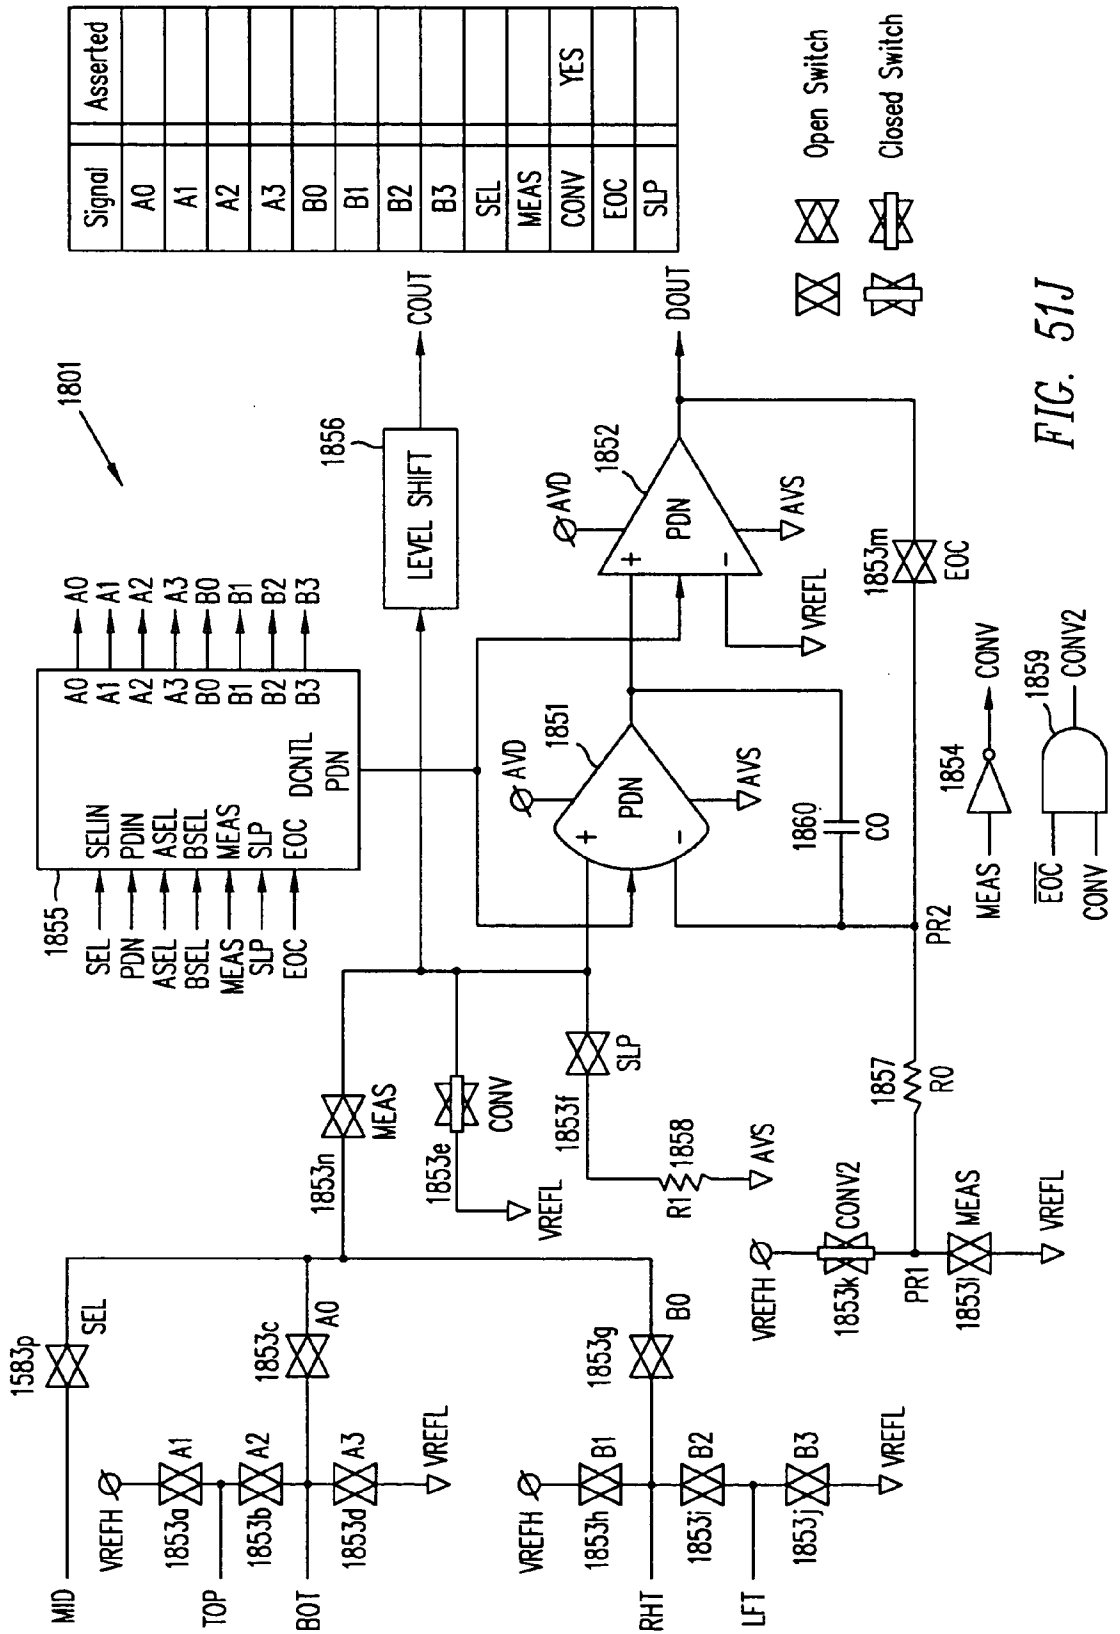 1801
1855
SEL
PDN
ASEL
BSEL
MEAS
SLP
EOC
SELIN
PDIN
ASEL
BSEL
MEAS
SLP
EOC
DCNTL
PDN
A0
A1
A2
A3
B0
B1
B2
B3
A0
A1
A2
A3
B0
B1
B2
B3
Signal Asserted
A0
A1
A2
A3
B0
B1
B2
B3
SEL
MEAS
CONV YES
EOC
SLP
Open Switch
Closed Switch
1856
LEVEL SHIFT
COUT
MID
1583p
SEL
VREFH
1853a
A1
TOP
1853b
A2
BOT
1853c
A0
1853d
A3
VREFL
VREFH
1853h
B1
RHT
1853g
B0
1853i
B2
LFT
1853j
B3
VREFL
1853n
MEAS
1853e
CONV
VREFL
1853f
SLP
R1
1858
AVS
AVD
1851
+
PDN
-
AVS
AVD
1852
+
PDN
-
AVS
VREFL
DOUT
1860
CO
1853m
EOC
PR2
1857
R0
VREFH
1853k
CONV2
PR1
1853l
MEAS
VREFL
MEAS
1854
CONV
E̅O̅C̅
CONV
1859
CONV2
FIG. 51J